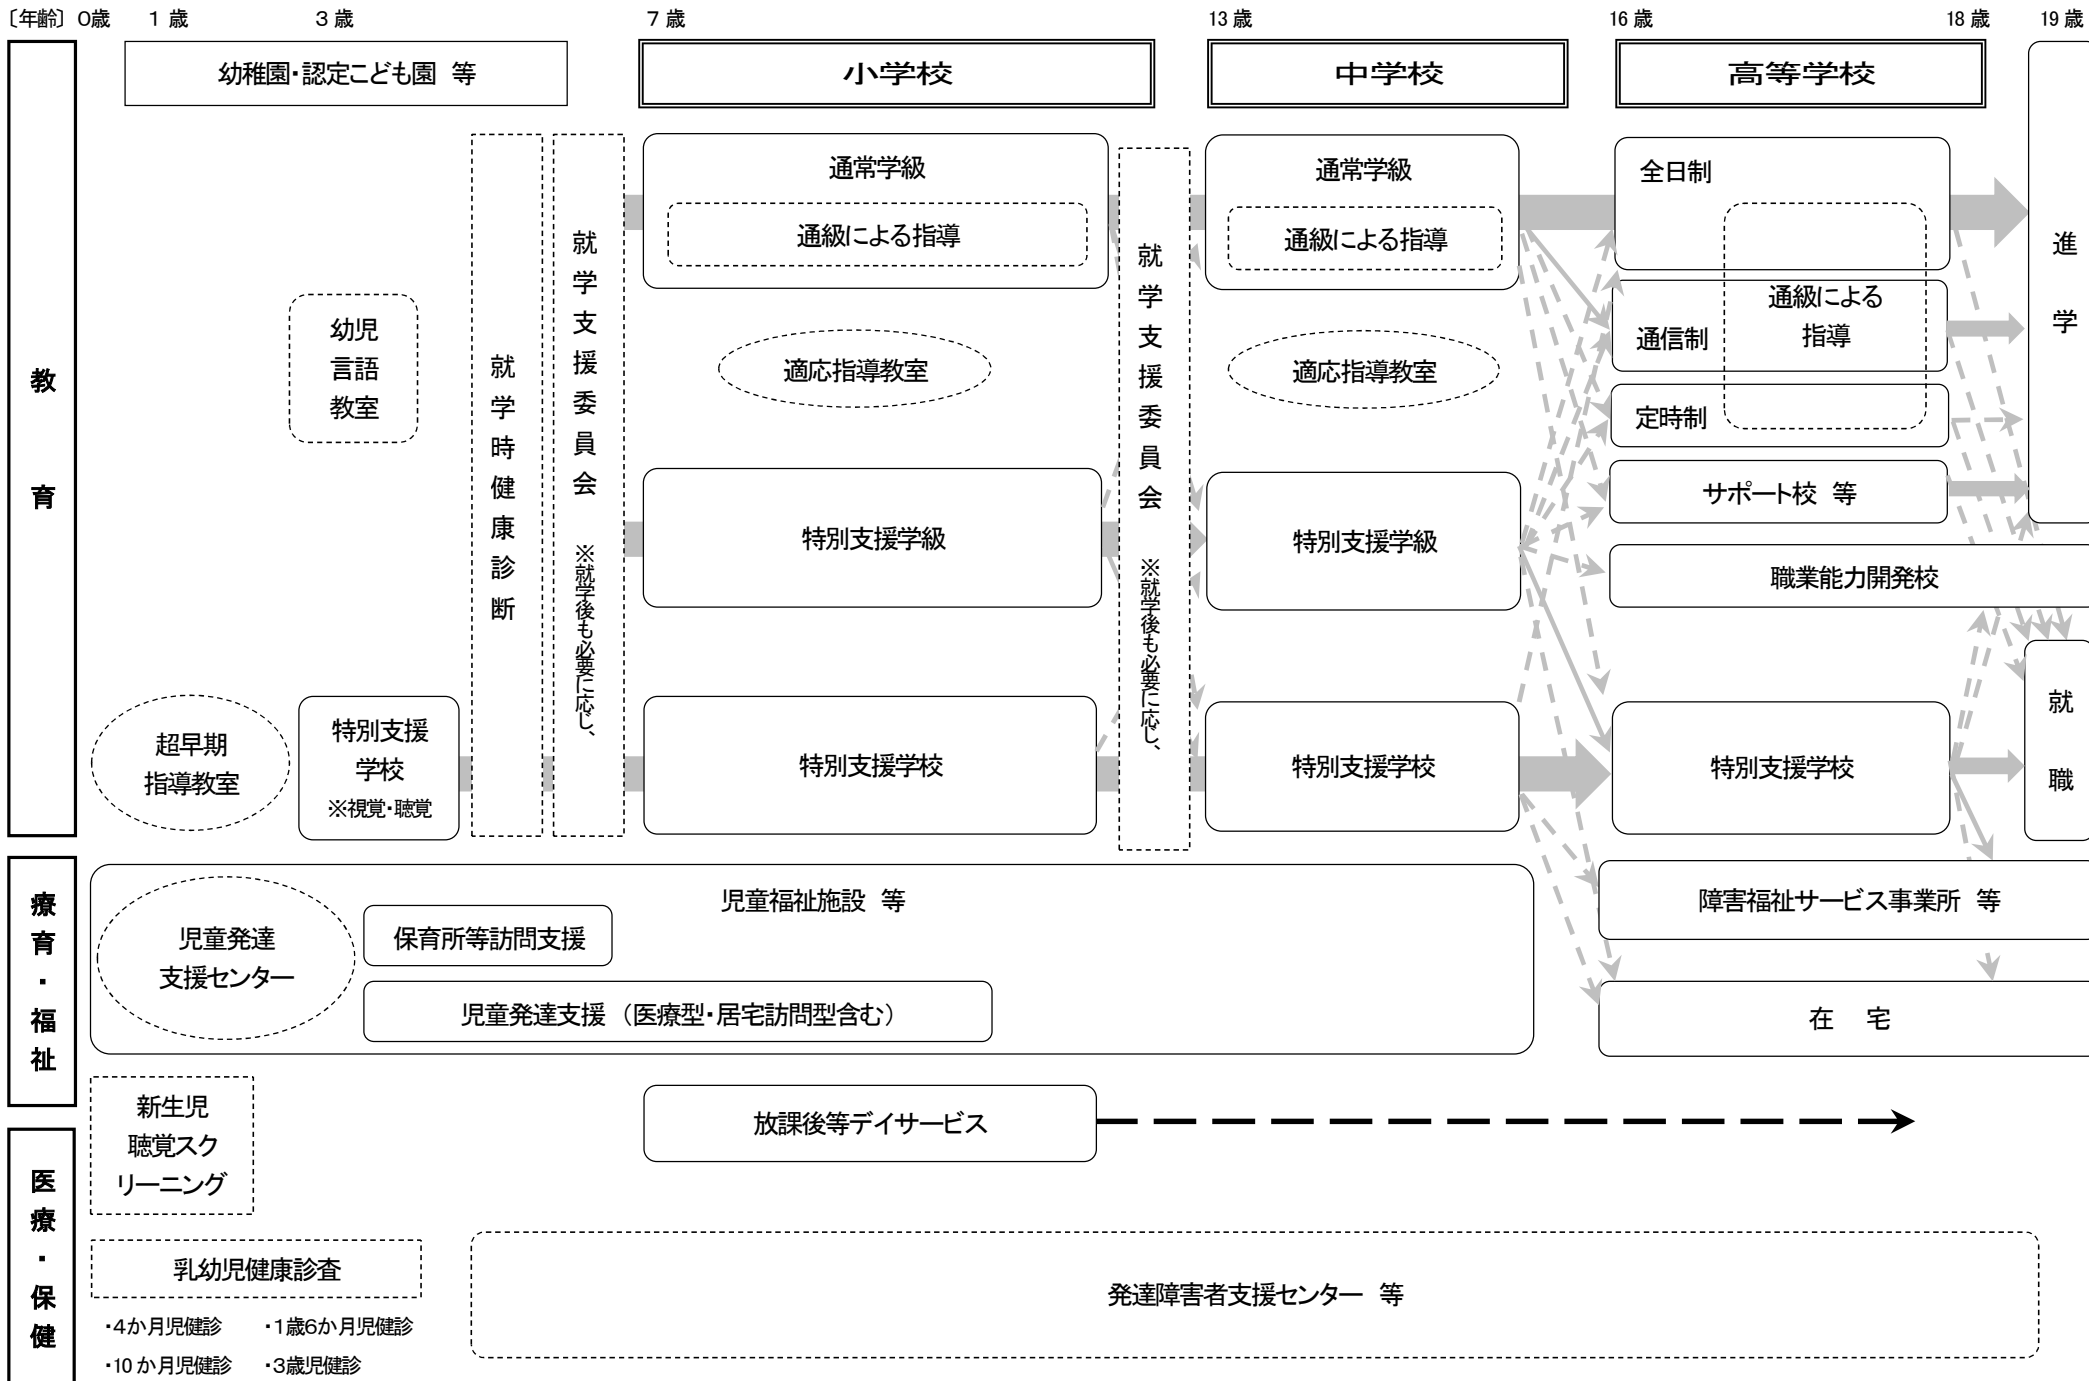 〔年齢〕 0歳 1 歳 3 歳 7 歳 13 歳 16 歳 18 歳 19 歳
教育
幼稚園・認定こども園 等
小学校
中学校
高等学校
進学
通常学級
通級による指導
通常学級
通級による指導
全日制
通級による
指導
通信制
定時制
サポート校 等
職業能力開発校
幼児
言語
教室
就学時健康診断
就学支援委員会 ※就学後も必要に応じ、
適応指導教室
就学支援委員会 ※就学後も必要に応じ、
適応指導教室
特別支援学級
特別支援学級
就職
超早期
指導教室
特別支援
学校
※視覚・聴覚
特別支援学校
特別支援学校
特別支援学校
療育・福祉
児童福祉施設 等
児童発達
支援センター
保育所等訪問支援
児童発達支援 （医療型・居宅訪問型含む）
障害福祉サービス事業所 等
在 宅
新生児
聴覚スク
リーニング
放課後等デイサービス
医療・保健
乳幼児健康診査
・4か月児健診 ・1歳6か月児健診
・10 か月児健診 ・3歳児健診
発達障害者支援センター 等